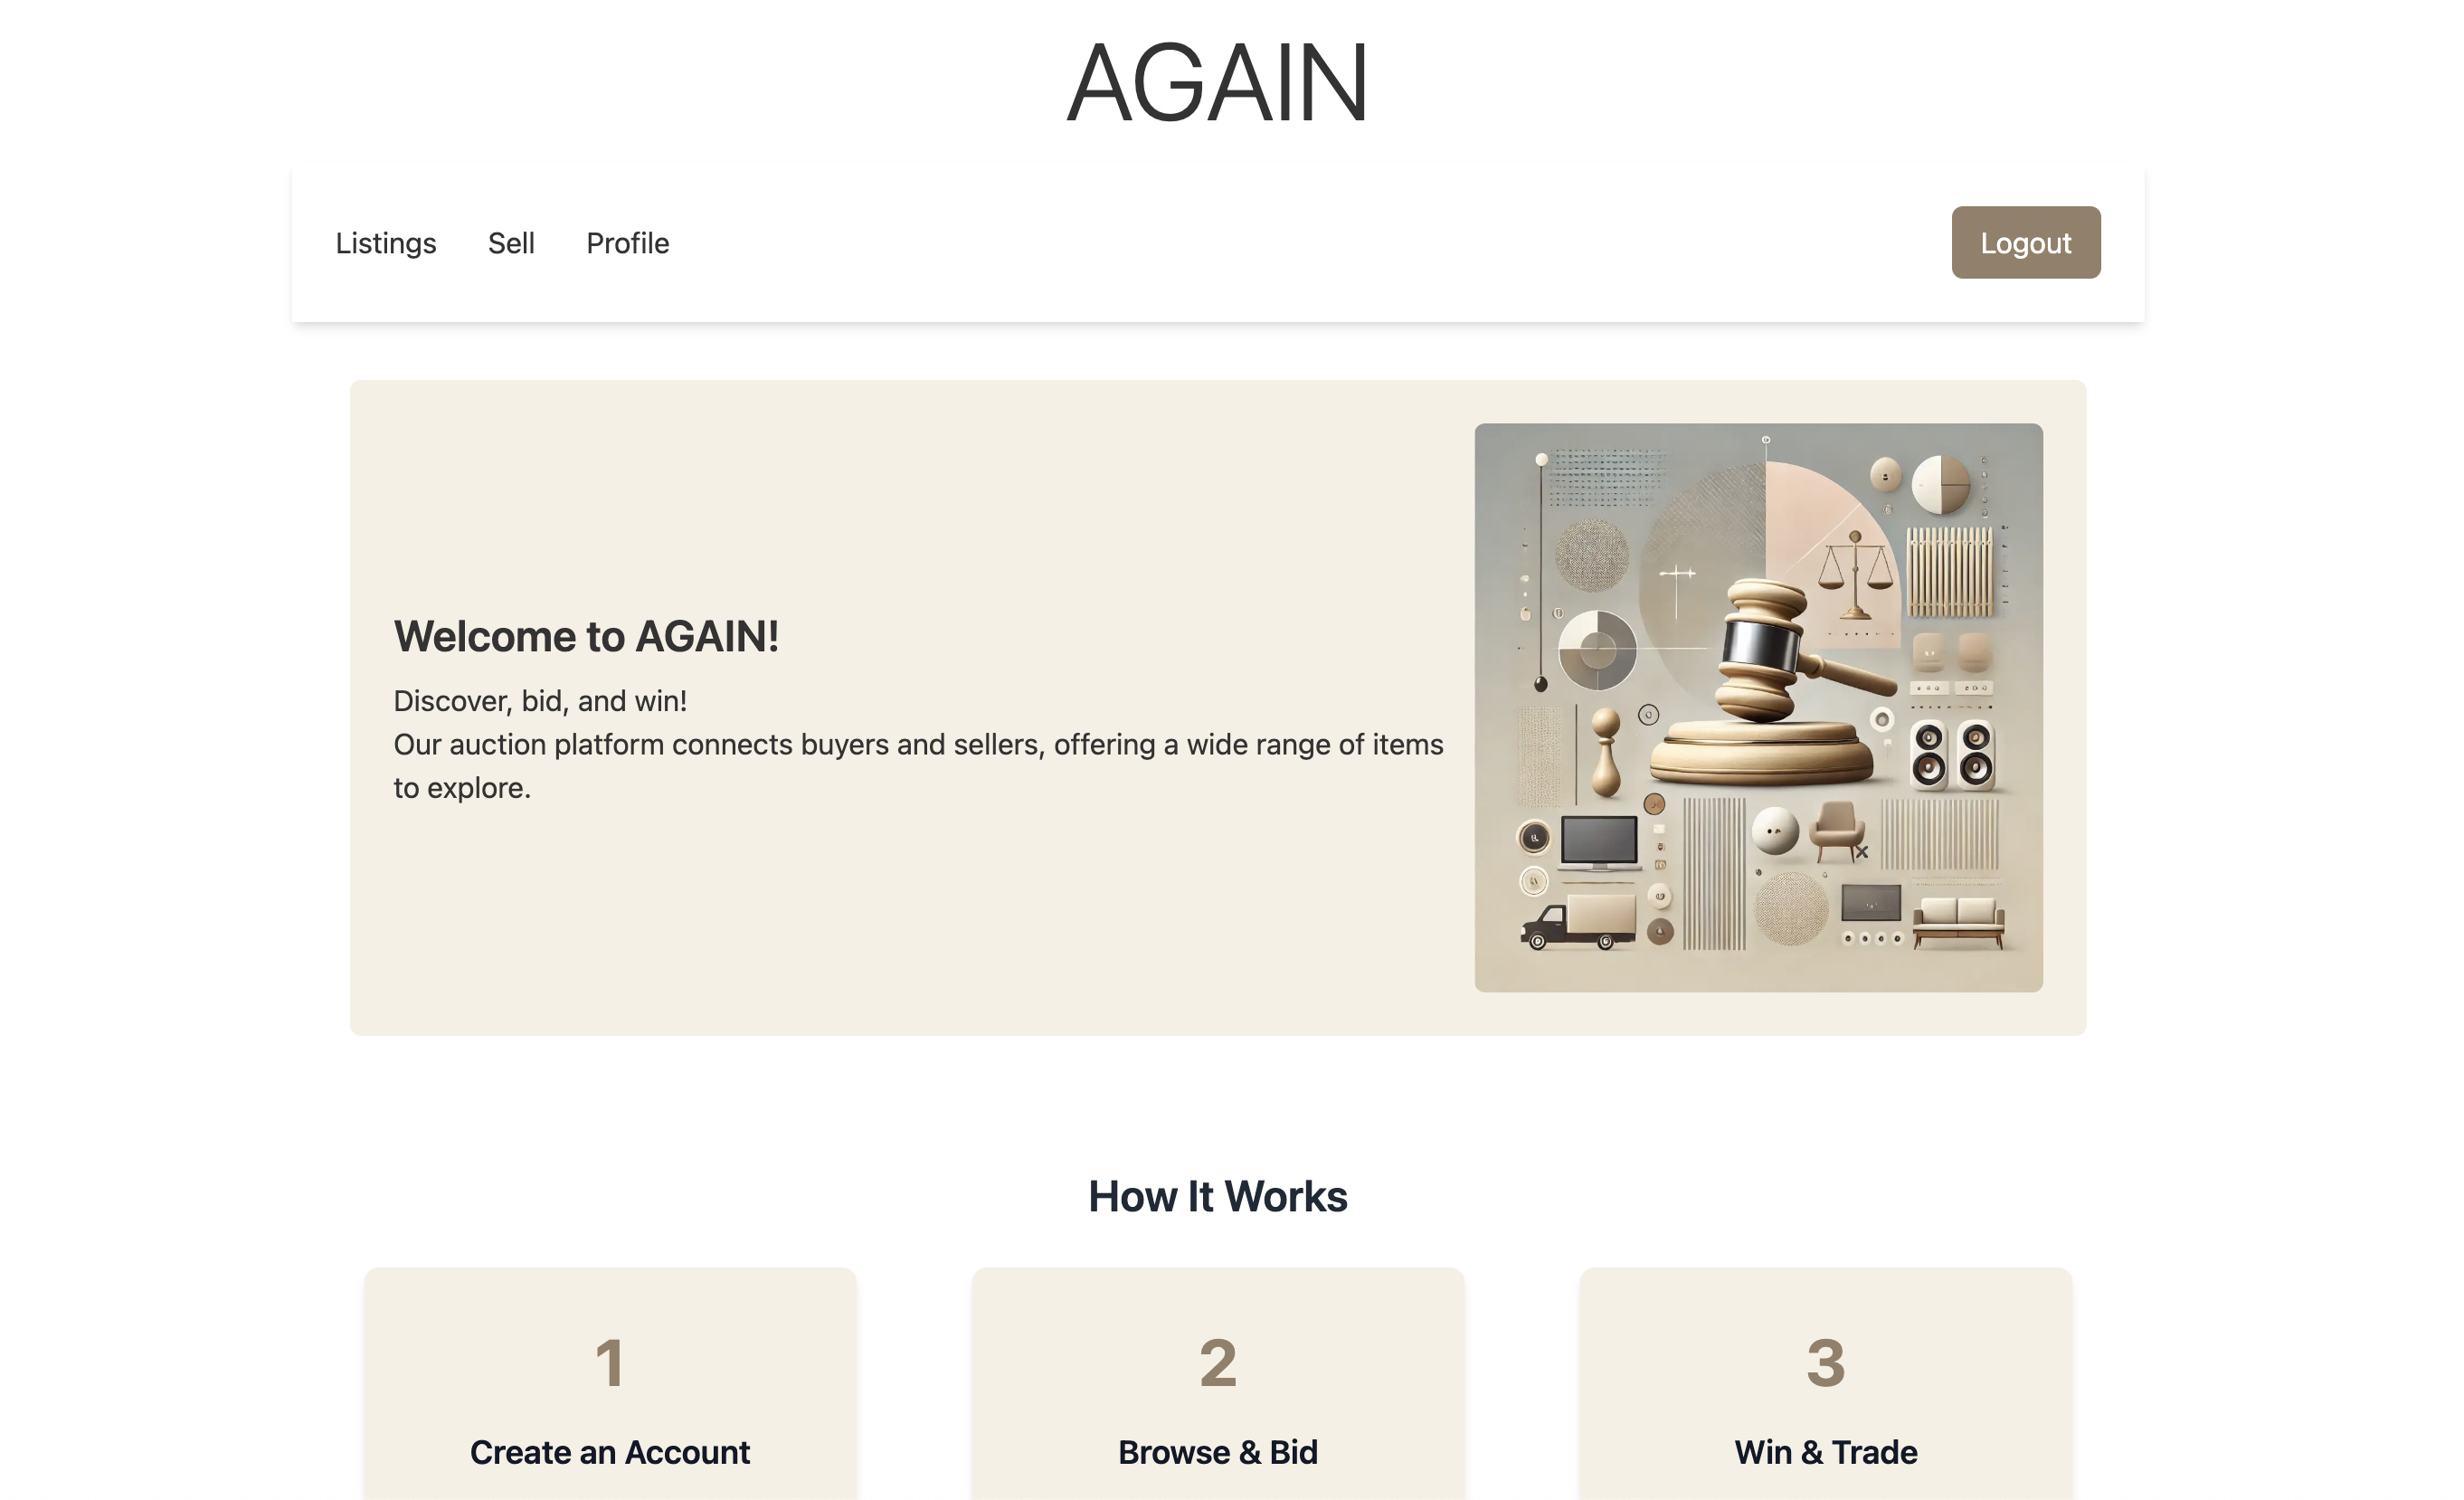 AGAIN
Listings
Sell
Profile
Logout
Welcome to AGAIN!
Discover, bid, and win!
Our auction platform connects buyers and sellers, offering a wide range of items
to explore.
How It Works
1
2
3
Create an Account
Browse & Bid
Win & Trade